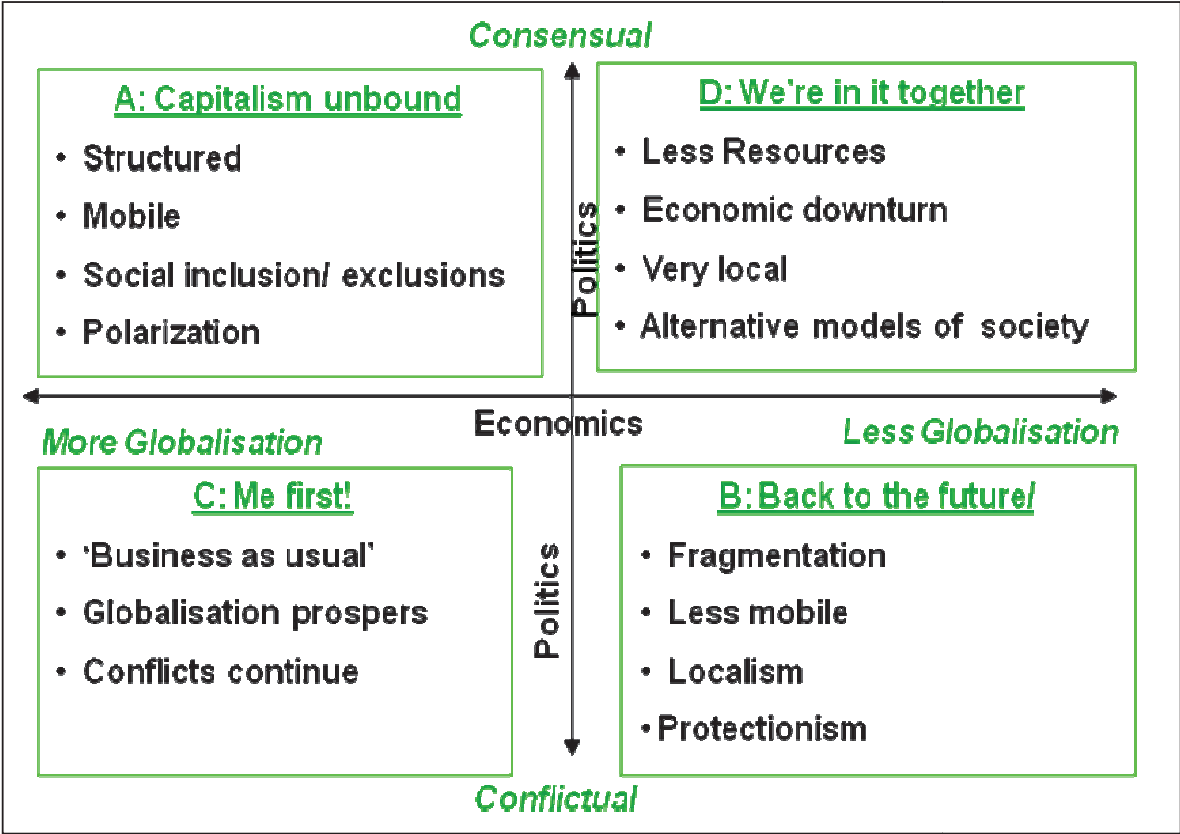 Consensual
A: Capitalism unbound
• Structured
• Mobile
• Social inclusion/ exclusions
• Polarization
D: We're in it together
• Less Resources
• Economic downturn
• Very local
• Alternative models of society
Politics
Economics
More Globalisation
Less Globalisation
C: Me first!
• 'Business as usual'
• Globalisation prospers
• Conflicts continue
Politics
B: Back to the future/
• Fragmentation
• Less mobile
• Localism
• Protectionism
Conflictual